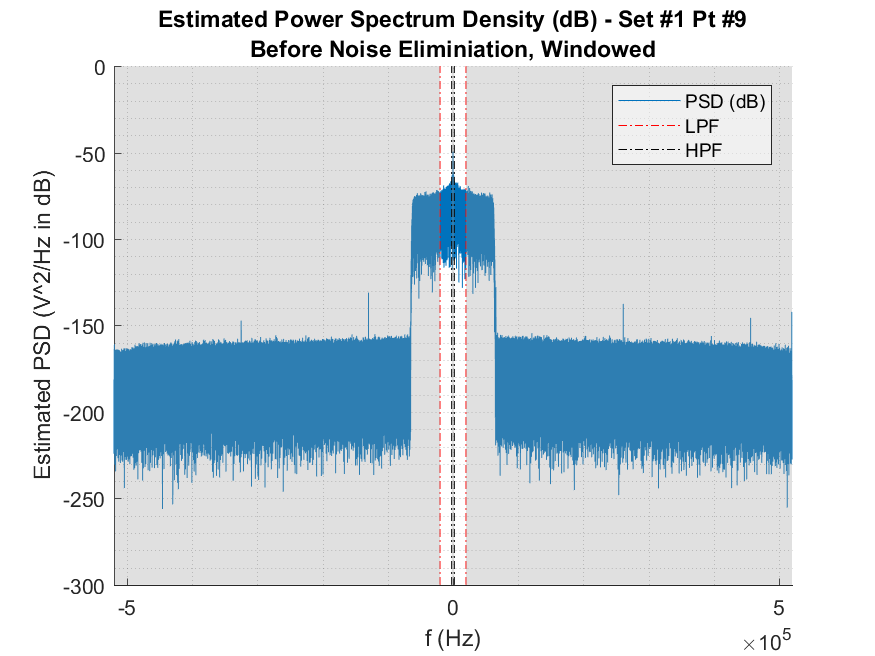 Estimated Power Spectrum Density (dB) - Set #1 Pt #9
Before Noise Eliminiation, Windowed
0
-50
-100
-150
-200
-250
-300
Estimated PSD (V^2/Hz in dB)
PSD (dB)
LPF
HPF
-5
0
5
×10^5
f (Hz)